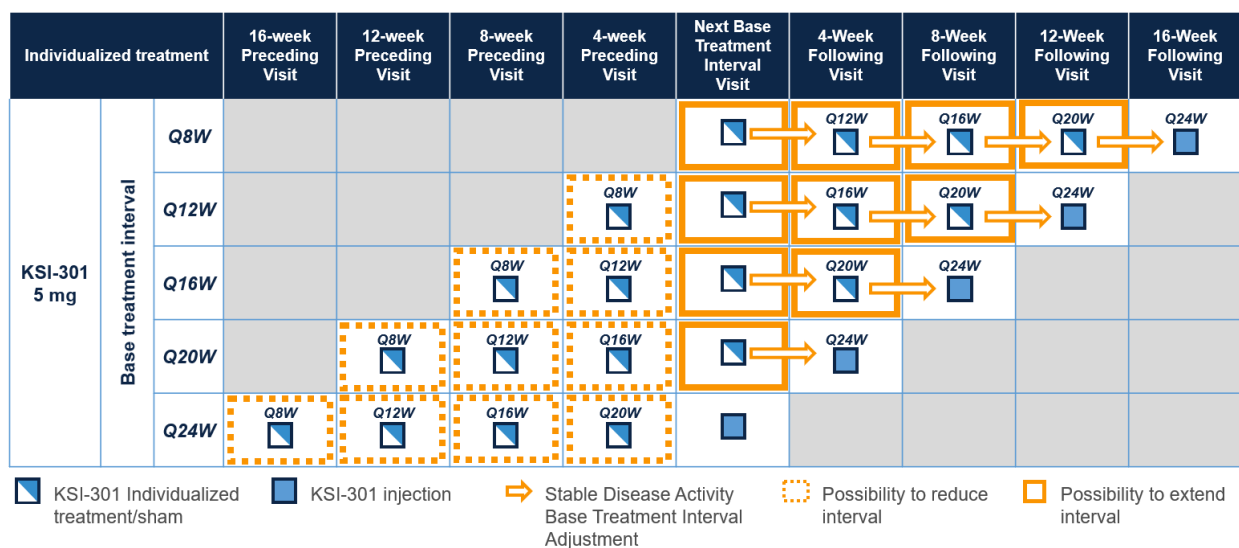 Individualized treatment
16-week
Preceding
Visit
12-week
Preceding
Visit
8-week
Preceding
Visit
4-week
Preceding
Visit
Next Base
Treatment
Interval
Visit
4-Week
Following
Visit
8-Week
Following
Visit
12-Week
Following
Visit
16-Week
Following
Visit
KSI-301
5 mg
Base treatment interval
Q8W
Q12W
Q16W
Q20W
Q24W
Q12W
Q8W
Q16W
Q20W
Q24W
Q16W
Q8W
Q12W
Q20W
Q24W
Q20W
Q8W
Q12W
Q16W
Q24W
Q24W
Q8W
Q12W
Q16W
Q20W
KSI-301 Individualized
treatment/sham
KSI-301 injection
Stable Disease Activity
Base Treatment Interval
Adjustment
Possibility to reduce
interval
Possibility to extend
interval